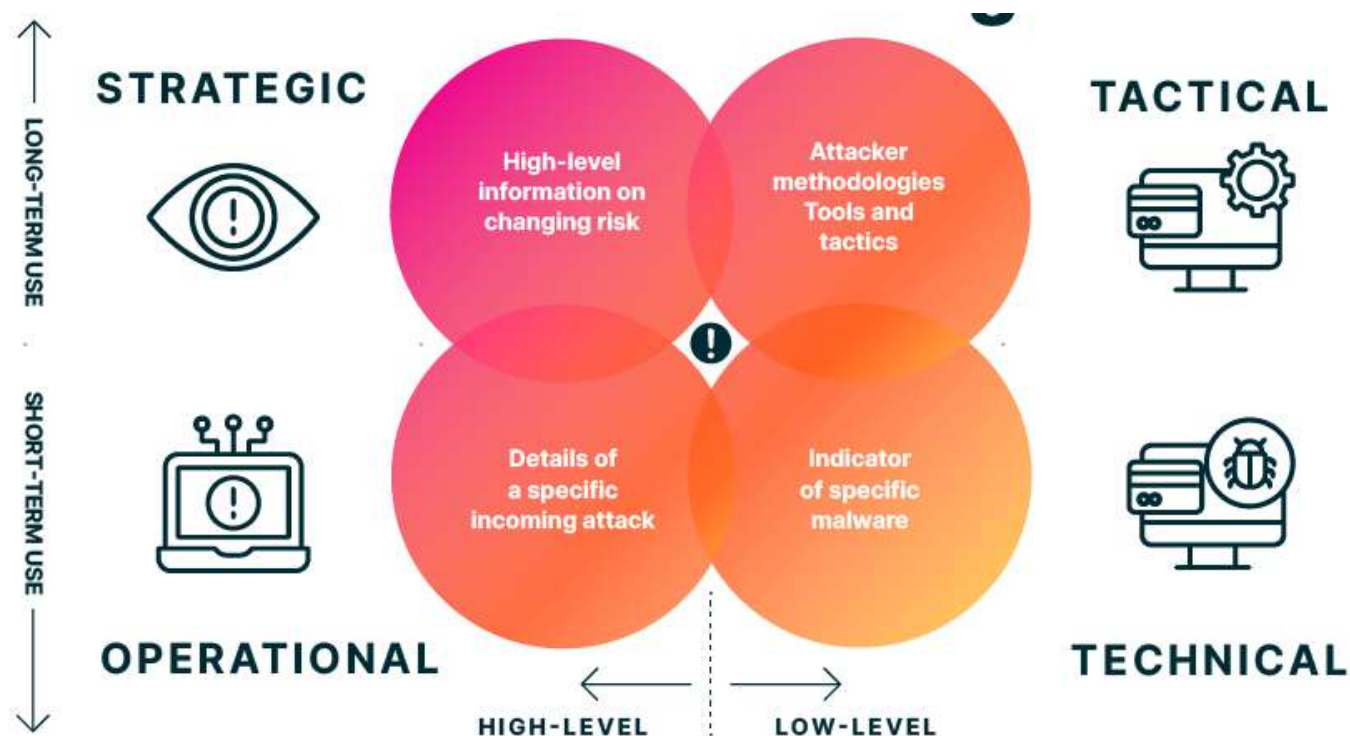 STRATEGIC
TACTICAL
LONG-TERM USE
High-level
information on
changing risk
Attacker
methodologies
Tools and
tactics
!
SHORT-TERM USE
Details of
a specific
incoming attack
Indicator
of specific
malware
OPERATIONAL
TECHNICAL
HIGH-LEVEL
LOW-LEVEL